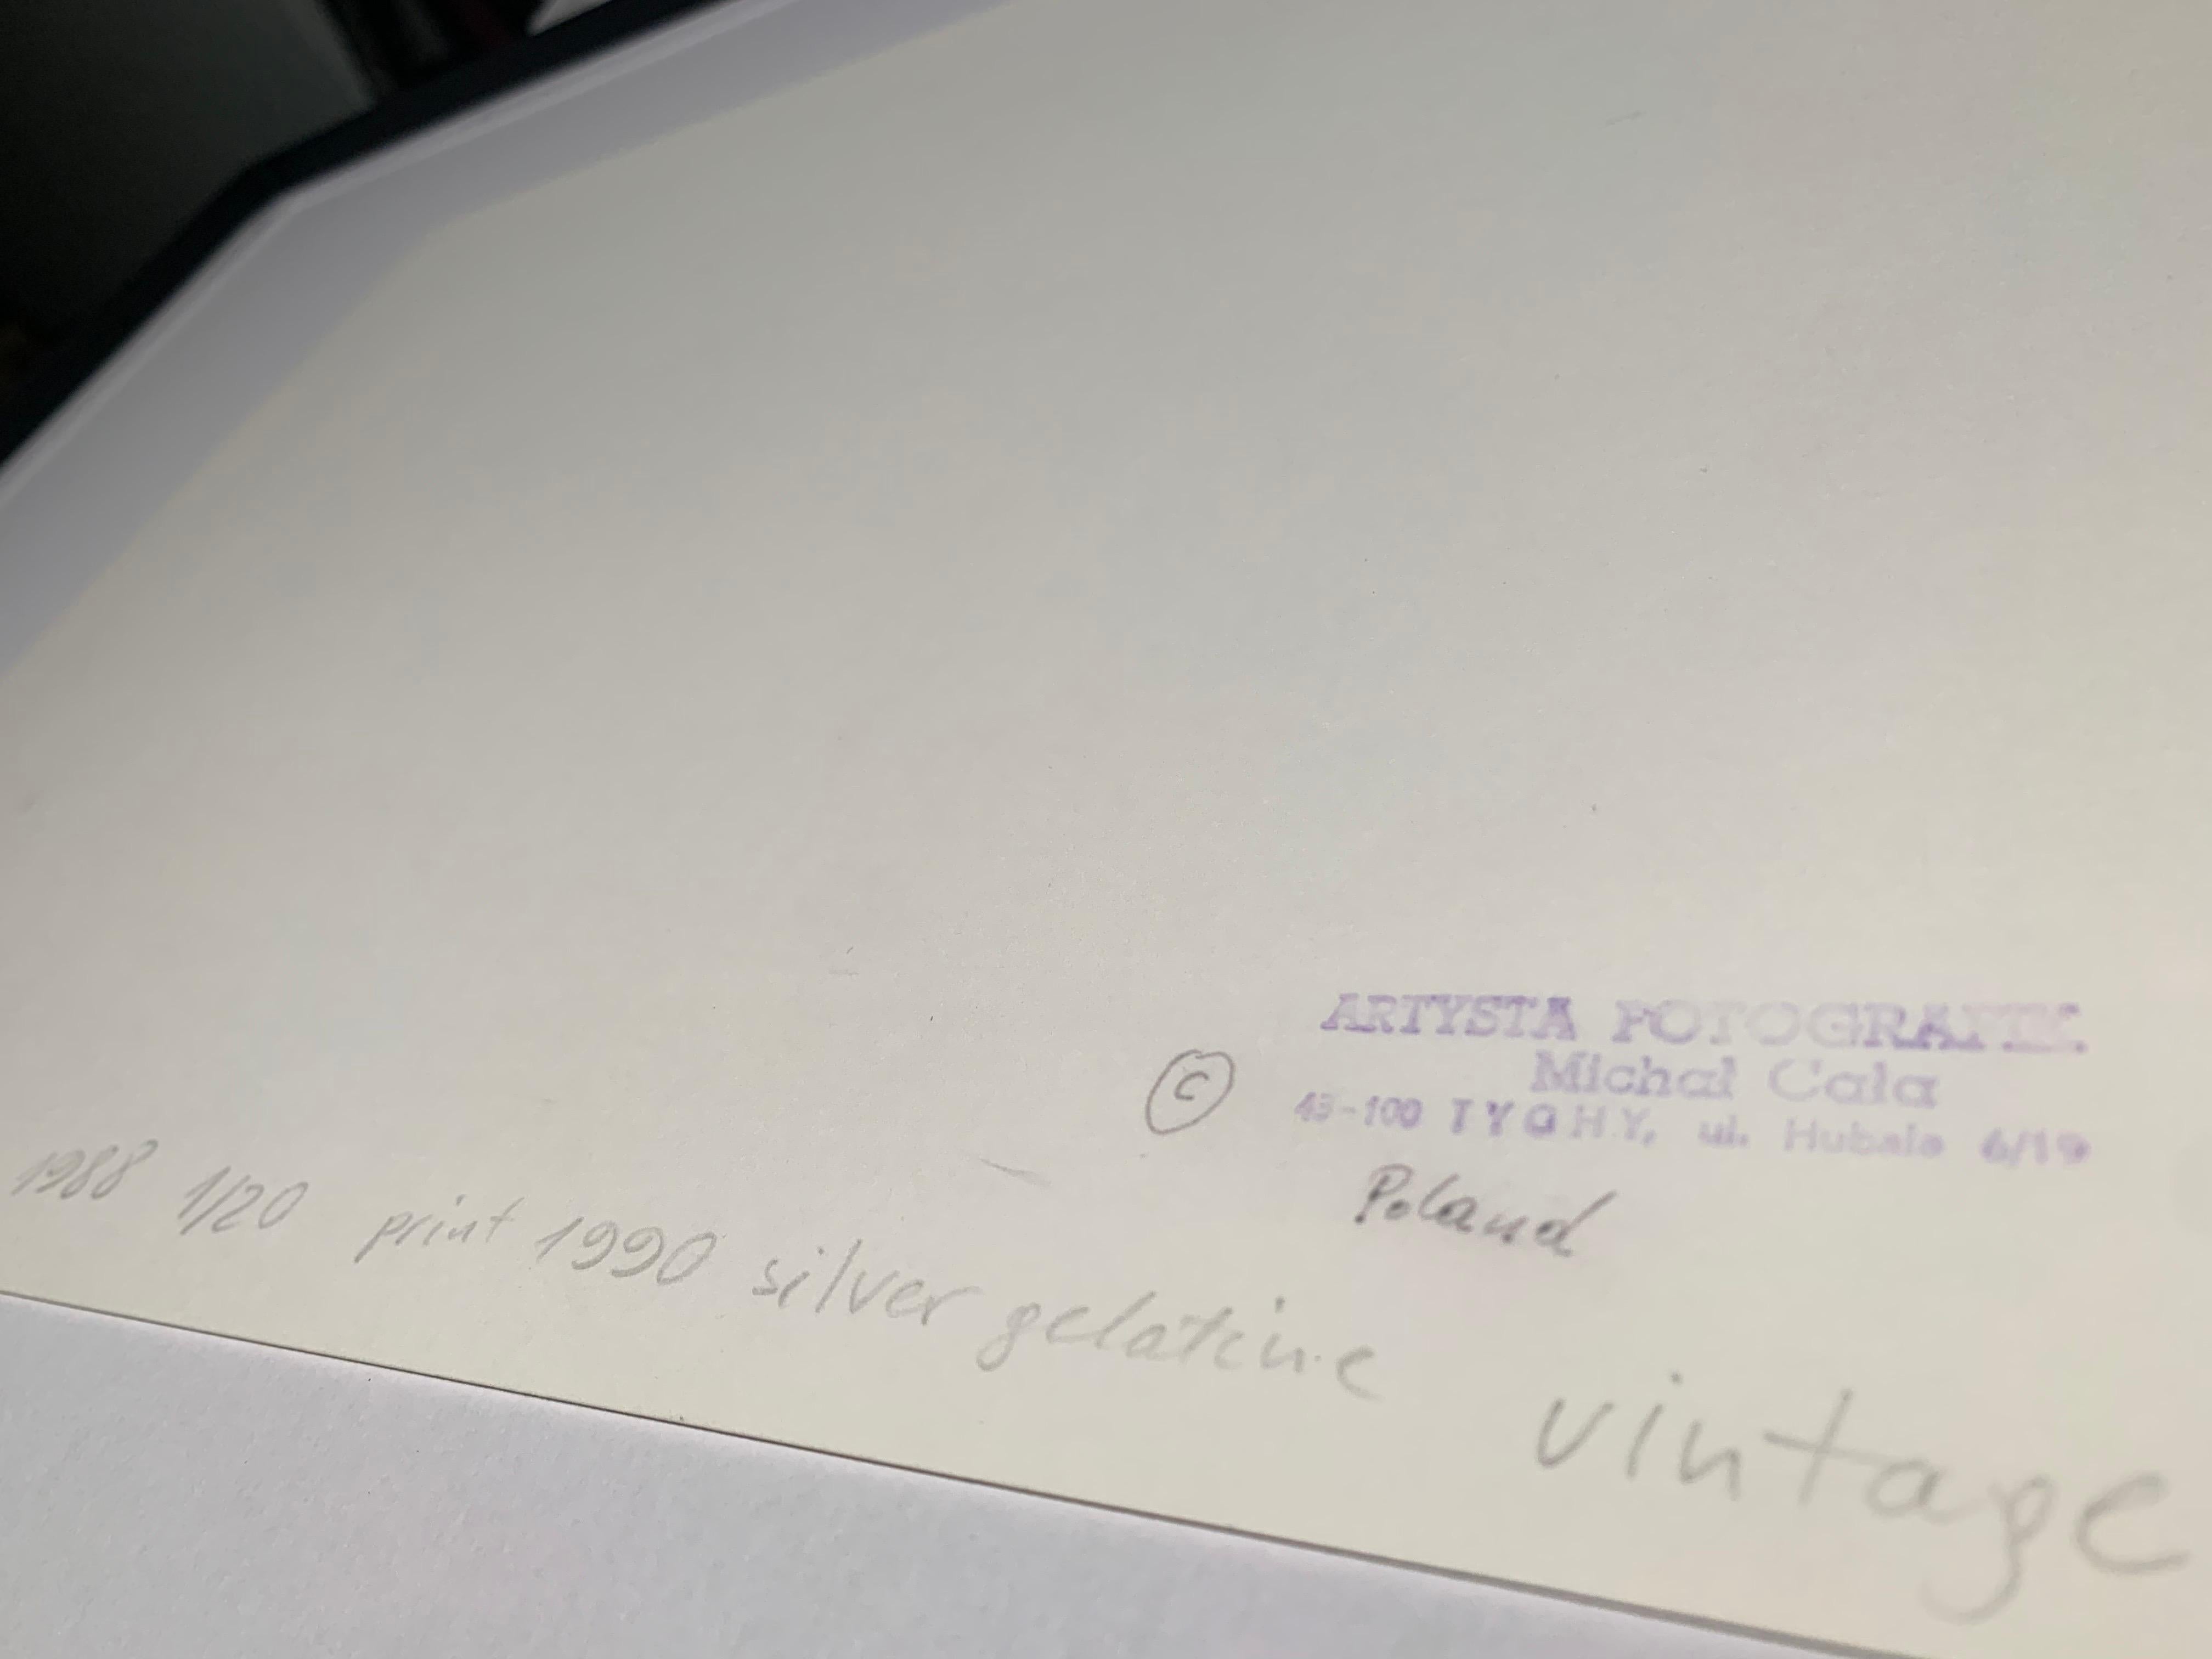 ARTYSTA FOTOGRAFIK
© Michał Cala
43-100 TYCHY, ul. Hubala 6/19
Poland
1988 1/20 print 1990 silver gelatine vintage